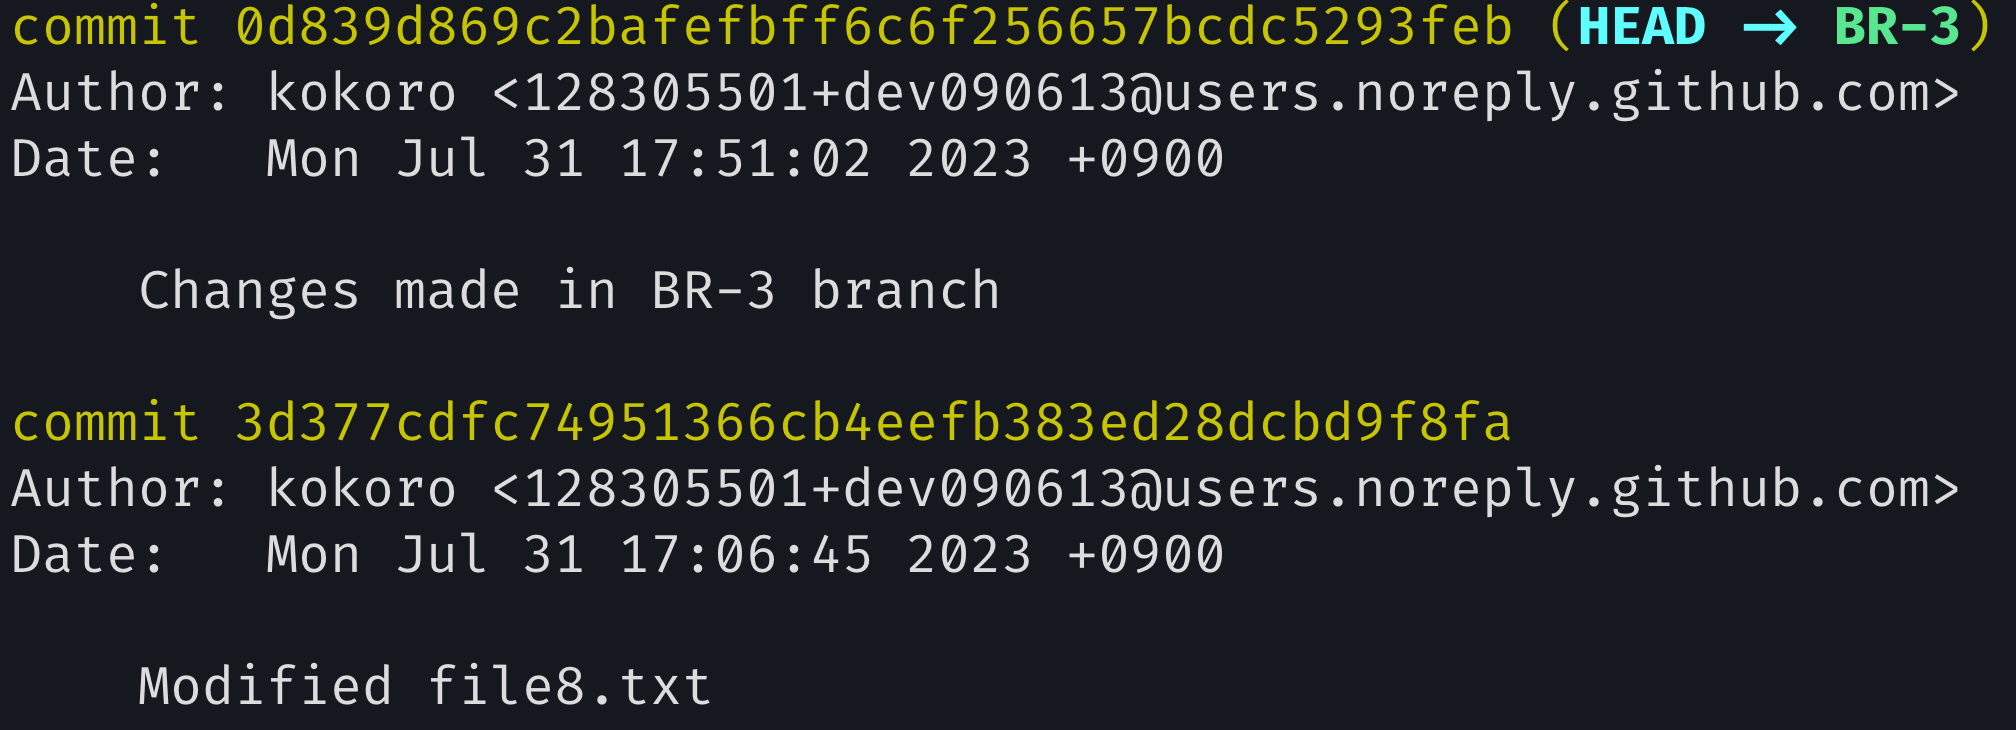 commit 0d839d869c2bafefbff6c6f256657bcdc5293feb (HEAD -> BR-3)
Author: kokoro <128305501+dev090613@users.noreply.github.com>
Date:   Mon Jul 31 17:51:02 2023 +0900
    Changes made in BR-3 branch
commit 3d377cdfc74951366cb4eefb383ed28dcbd9f8fa
Author: kokoro <128305501+dev090613@users.noreply.github.com>
Date:   Mon Jul 31 17:06:45 2023 +0900
    Modified file8.txt